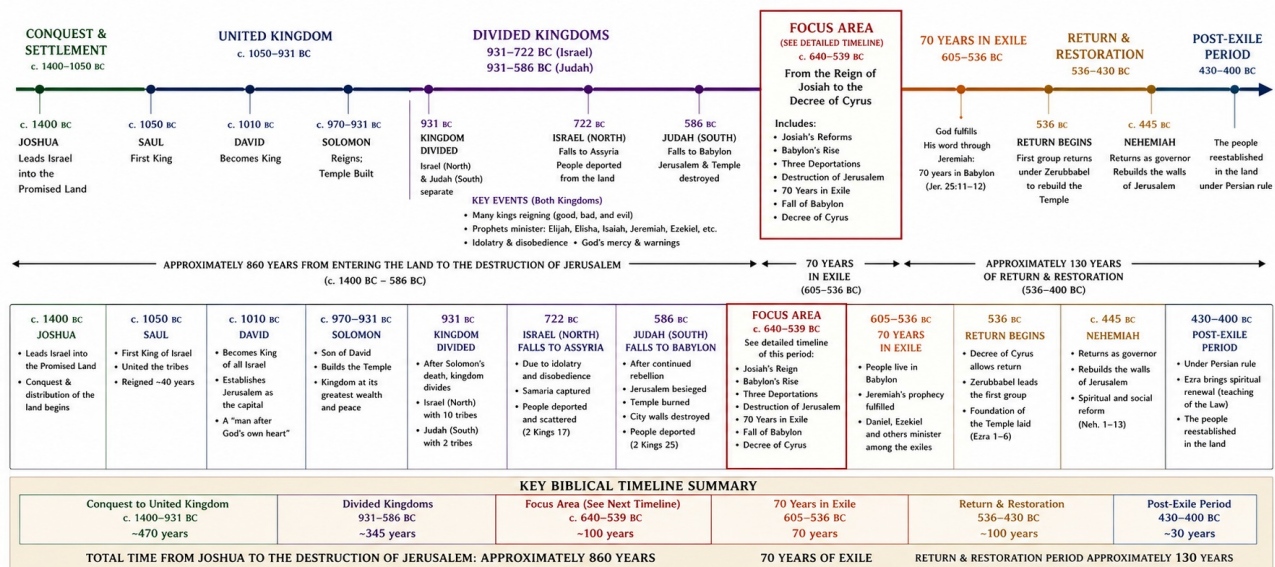 CONQUEST &
SETTLEMENT
c. 1400–1050 BC
UNITED KINGDOM
c. 1050–931 BC
DIVIDED KINGDOMS
931–722 BC (Israel)
931–586 BC (Judah)
FOCUS AREA
(SEE DETAILED TIMELINE)
c. 640–539 BC
From the Reign of
Josiah to the
Decree of Cyrus
Includes:
• Josiah's Reforms
• Babylon's Rise
• Three Deportations
• Destruction of Jerusalem
• 70 Years in Exile
• Fall of Babylon
• Decree of Cyrus
70 YEARS IN EXILE
605–536 BC
RETURN &
RESTORATION
536–430 BC
POST-EXILE
PERIOD
430–400 BC
c. 1400 BC
JOSHUA
Leads Israel
into the
Promised Land
c. 1050 BC
SAUL
First King
c. 1010 BC
DAVID
Becomes King
c. 970–931 BC
SOLOMON
Reigns;
Temple Built
931 BC
KINGDOM
DIVIDED
Israel (North)
& Judah (South)
separate
722 BC
ISRAEL (NORTH)
Falls to Assyria
People deported
from the land
586 BC
JUDAH (SOUTH)
Falls to Babylon
Jerusalem & Temple
destroyed
KEY EVENTS (Both Kingdoms)
• Many kings reigning (good, bad, and evil)
• Prophets minister: Elijah, Elisha, Isaiah, Jeremiah, Ezekiel, etc.
• Idolatry & disobedience • God's mercy & warnings
God fulfills
His word through
Jeremiah:
70 years in Babylon
(Jer. 25:11–12)
536 BC
RETURN BEGINS
First group returns
under Zerubbabel
to rebuild the
Temple
c. 445 BC
NEHEMIAH
Returns as governor
Rebuilds the walls
of Jerusalem
The people
reestablished
in the land
under Persian rule
APPROXIMATELY 860 YEARS FROM ENTERING THE LAND TO THE DESTRUCTION OF JERUSALEM
(c. 1400 BC – 586 BC)
70 YEARS
IN EXILE
(605–536 BC)
APPROXIMATELY 130 YEARS
OF RETURN & RESTORATION
(536–400 BC)
c. 1400 BC
JOSHUA
• Leads Israel into
the Promised Land
• Conquest &
distribution of the
land begins
c. 1050 BC
SAUL
• First King of Israel
• United the tribes
• Reigned ~40 years
c. 1010 BC
DAVID
• Becomes King
of all Israel
• Establishes
Jerusalem as
the capital
• A "man after
God's own heart"
c. 970–931 BC
SOLOMON
• Son of David
• Builds the Temple
• Kingdom at its
greatest wealth
and peace
931 BC
KINGDOM
DIVIDED
• After Solomon's
death, kingdom
divides
• Israel (North)
with 10 tribes
• Judah (South)
with 2 tribes
722 BC
ISRAEL (NORTH)
FALLS TO ASSYRIA
• Due to idolatry
and disobedience
• Samaria captured
• People deported
and scattered
(2 Kings 17)
586 BC
JUDAH (SOUTH)
FALLS TO BABYLON
• After continued
rebellion
• Jerusalem besieged
• Temple burned
• City walls destroyed
• People deported
(2 Kings 25)
FOCUS AREA
c. 640–539 BC
See detailed timeline
of this period:
• Josiah's Reign
• Babylon's Rise
• Three Deportations
• Destruction of Jerusalem
• 70 Years in Exile
• Fall of Babylon
• Decree of Cyrus
605–536 BC
70 YEARS
IN EXILE
• People live in
Babylon
• Jeremiah's prophecy
fulfilled
• Daniel, Ezekiel
and others minister
among the exiles
536 BC
RETURN BEGINS
• Decree of Cyrus
allows return
• Zerubbabel leads
the first group
• Foundation of
the Temple laid
(Ezra 1–6)
c. 445 BC
NEHEMIAH
• Returns as governor
• Rebuilds the walls
of Jerusalem
• Spiritual and social
reform
(Neh. 1–13)
430–400 BC
POST-EXILE
PERIOD
• Under Persian rule
• Ezra brings spiritual
renewal (teaching
of the Law)
• The people
reestablished
in the land
KEY BIBLICAL TIMELINE SUMMARY
Conquest to United Kingdom
c. 1400–931 BC
~470 years
Divided Kingdoms
931–586 BC
~345 years
Focus Area (See Next Timeline)
c. 640–539 BC
~100 years
70 Years in Exile
605–536 BC
70 years
Return & Restoration
536–430 BC
~100 years
Post-Exile Period
430–400 BC
~30 years
TOTAL TIME FROM JOSHUA TO THE DESTRUCTION OF JERUSALEM: APPROXIMATELY 860 YEARS
70 YEARS OF EXILE
RETURN & RESTORATION PERIOD APPROXIMATELY 130 YEARS